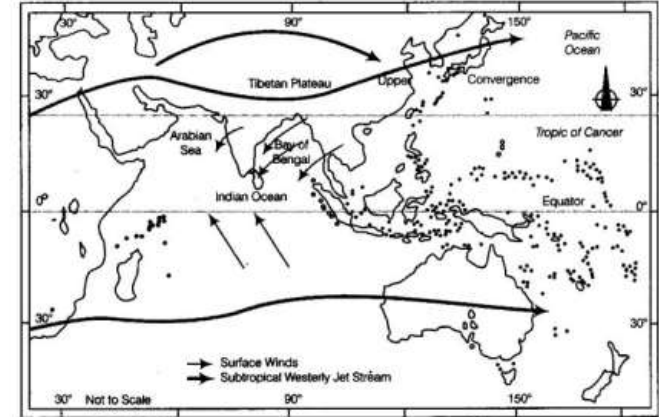 30° 90° 150°
Pacific
Ocean
Tibetan Plateau Upper Convergence
30° 30°
Arabian
Sea
Bay of
Bengal
Tropic of Cancer
Indian Ocean
Equator
0° 0°
30° 30°
Surface Winds
Subtropical Westerly Jet Stream
30° Not to Scale 90° 150°